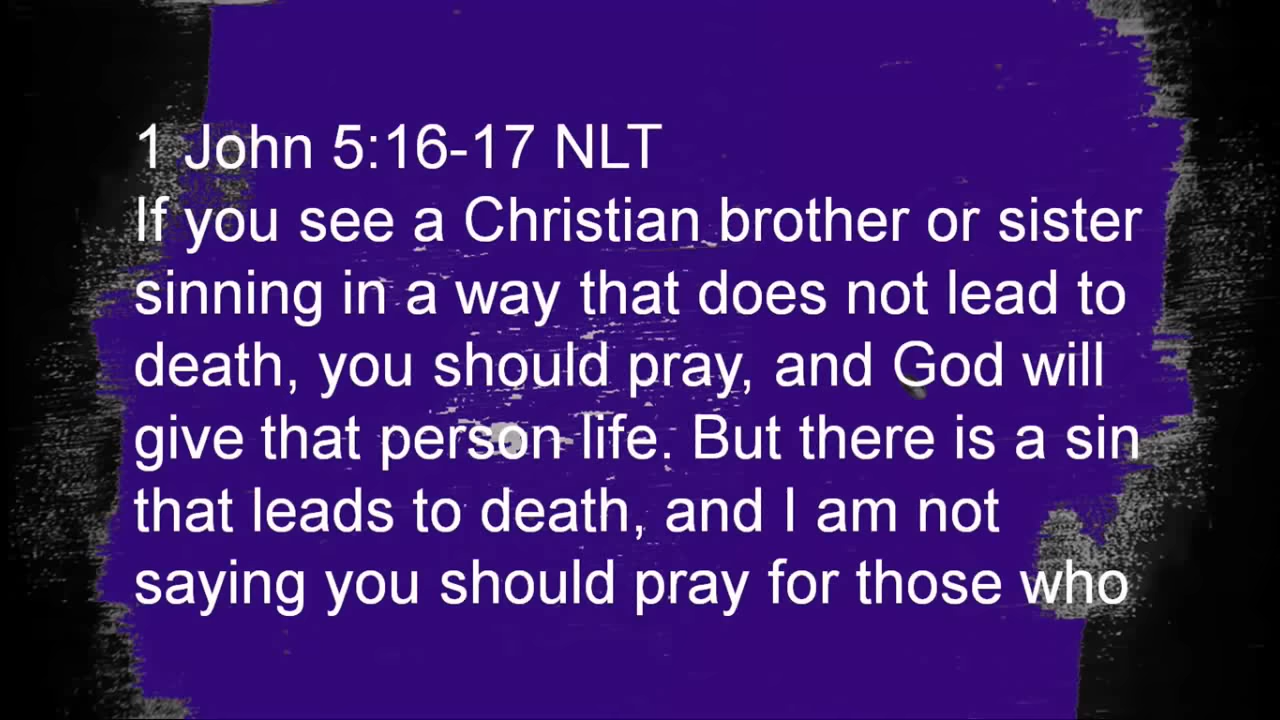 1 John 5:16-17 NLT
If you see a Christian brother or sister
sinning in a way that does not lead to
death, you should pray, and God will
give that person life. But there is a sin
that leads to death, and I am not
saying you should pray for those who